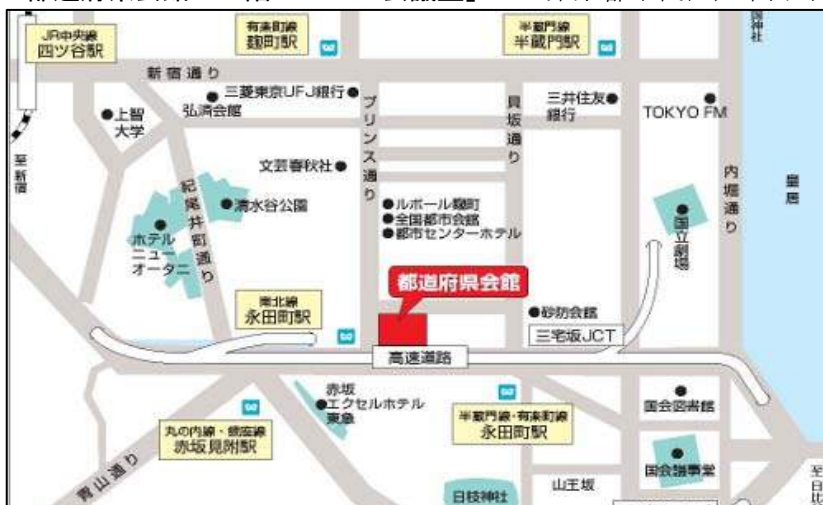 JR中央線
四ツ谷駅
有楽町線
麹町駅
半蔵門線
半蔵門駅
新宿通り
上智
大学
弘済会館
三菱東京UFJ銀行
プリンス通り
貝坂通り
三井住友
銀行
TOKYO FM
内堀通り
皇居
至新宿
文芸春秋社
紀尾井町通り
清水谷公園
ホテル
ニュー
オータニ
ルポール麹町
全国都市会館
都市センターホテル
国立劇場
都道府県会館
南北線
永田町駅
砂防会館
三宅坂JCT
高速道路
赤坂
エクセルホテル
東急
丸の内線・銀座線
赤坂見附駅
半蔵門線・有楽町線
永田町駅
国会図書館
国会議事堂
青山通り
日枝神社
山王坂